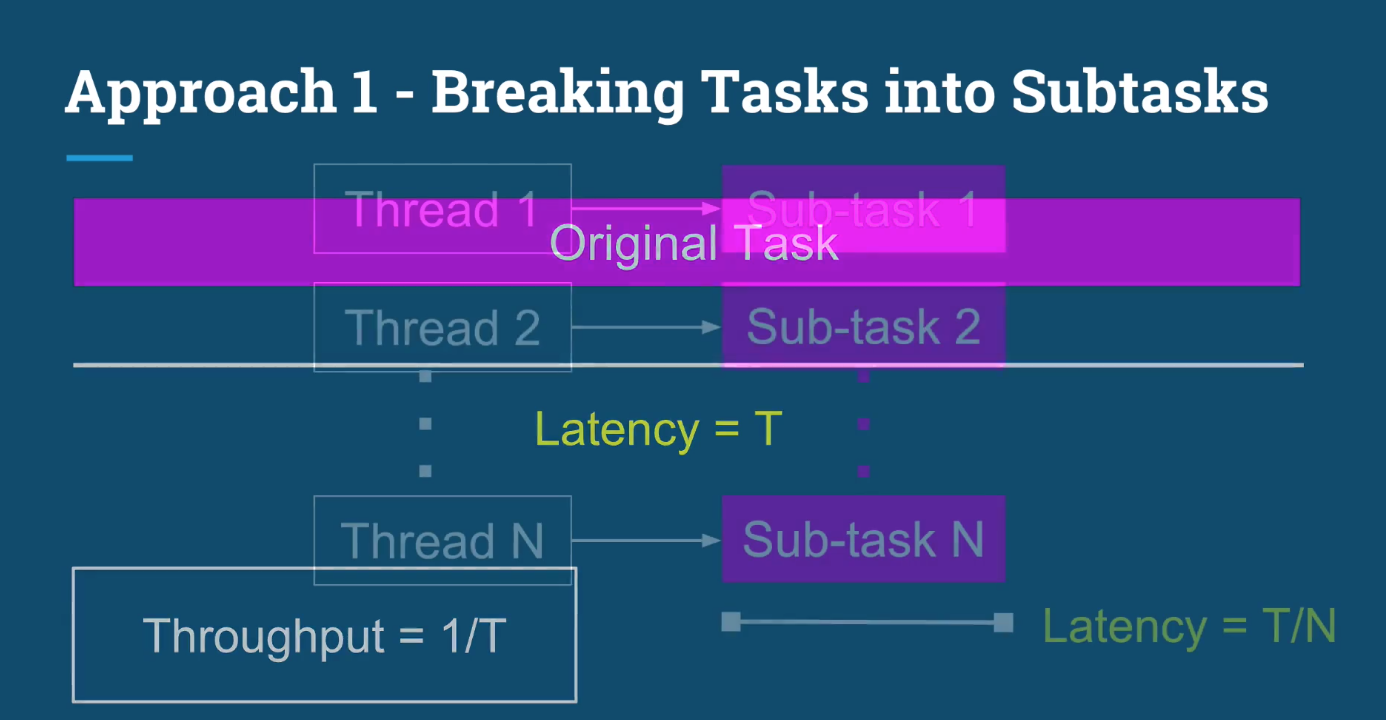 Approach 1 - Breaking Tasks into Subtasks
Thread 1
Sub-task 1
Original Task
Thread 2
Sub-task 2
Latency = T
Thread N
Sub-task N
Throughput = 1/T
Latency = T/N